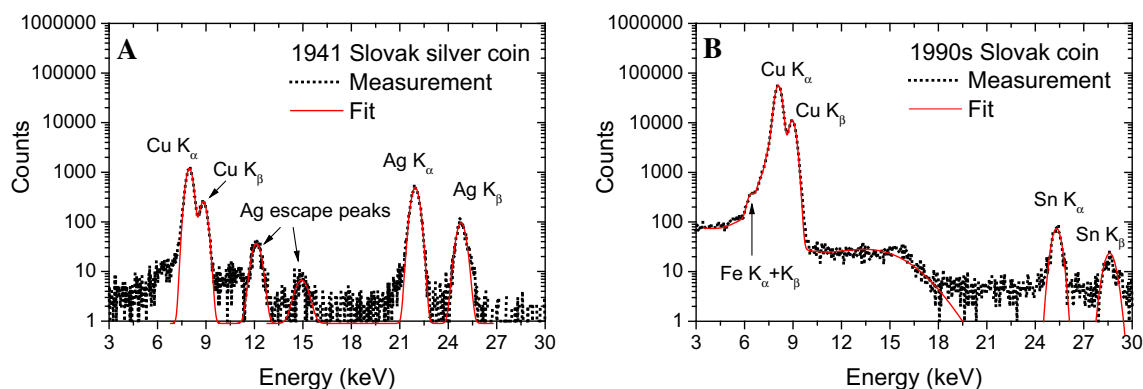 A
1941 Slovak silver coin
Measurement
Fit
Cu Kα
Cu Kβ
Ag escape peaks
Ag Kα
Ag Kβ
Counts
1000000
100000
10000
1000
100
10
1
3 6 9 12 15 18 21 24 27 30
Energy (keV)
B
1990s Slovak coin
Measurement
Fit
Cu Kα
Cu Kβ
Fe Kα+Kβ
Sn Kα
Sn Kβ
Counts
1000000
100000
10000
1000
100
10
1
3 6 9 12 15 18 21 24 27 30
Energy (keV)